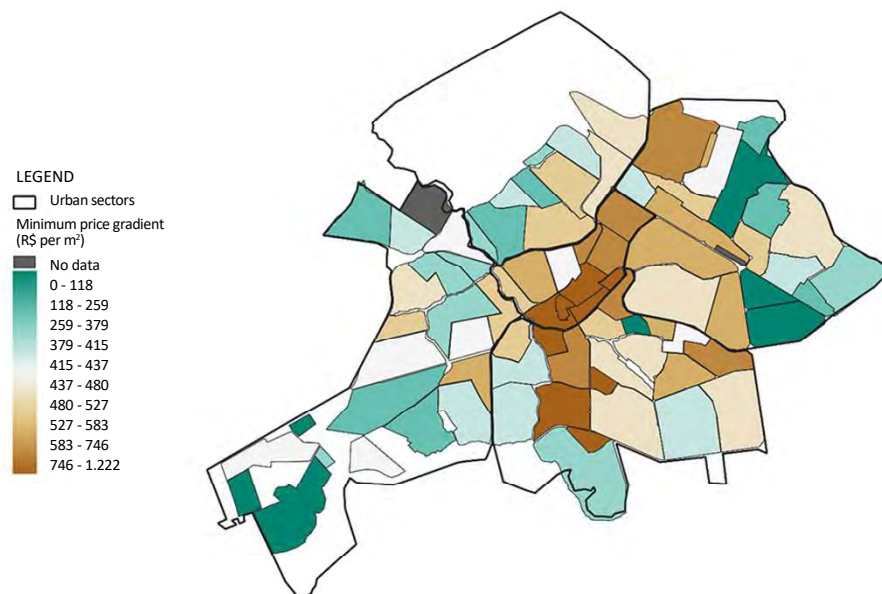 LEGEND
Urban sectors
Minimum price gradient
(R$ per m²)
No data
0 - 118
118 - 259
259 - 379
379 - 415
415 - 437
437 - 480
480 - 527
527 - 583
583 - 746
746 - 1.222